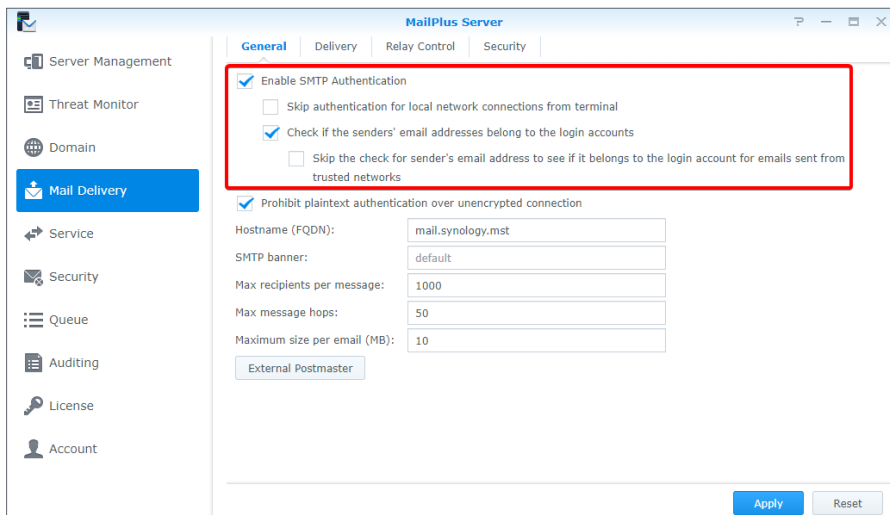 MailPlus Server
Server Management
Threat Monitor
Domain
Mail Delivery
Service
Security
Queue
Auditing
License
Account
General Delivery Relay Control Security
Enable SMTP Authentication
Skip authentication for local network connections from terminal
Check if the senders' email addresses belong to the login accounts
Skip the check for sender's email address to see if it belongs to the login account for emails sent from
trusted networks
Prohibit plaintext authentication over unencrypted connection
Hostname (FQDN): mail.synology.mst
SMTP banner: default
Max recipients per message: 1000
Max message hops: 50
Maximum size per email (MB): 10
External Postmaster
Apply Reset